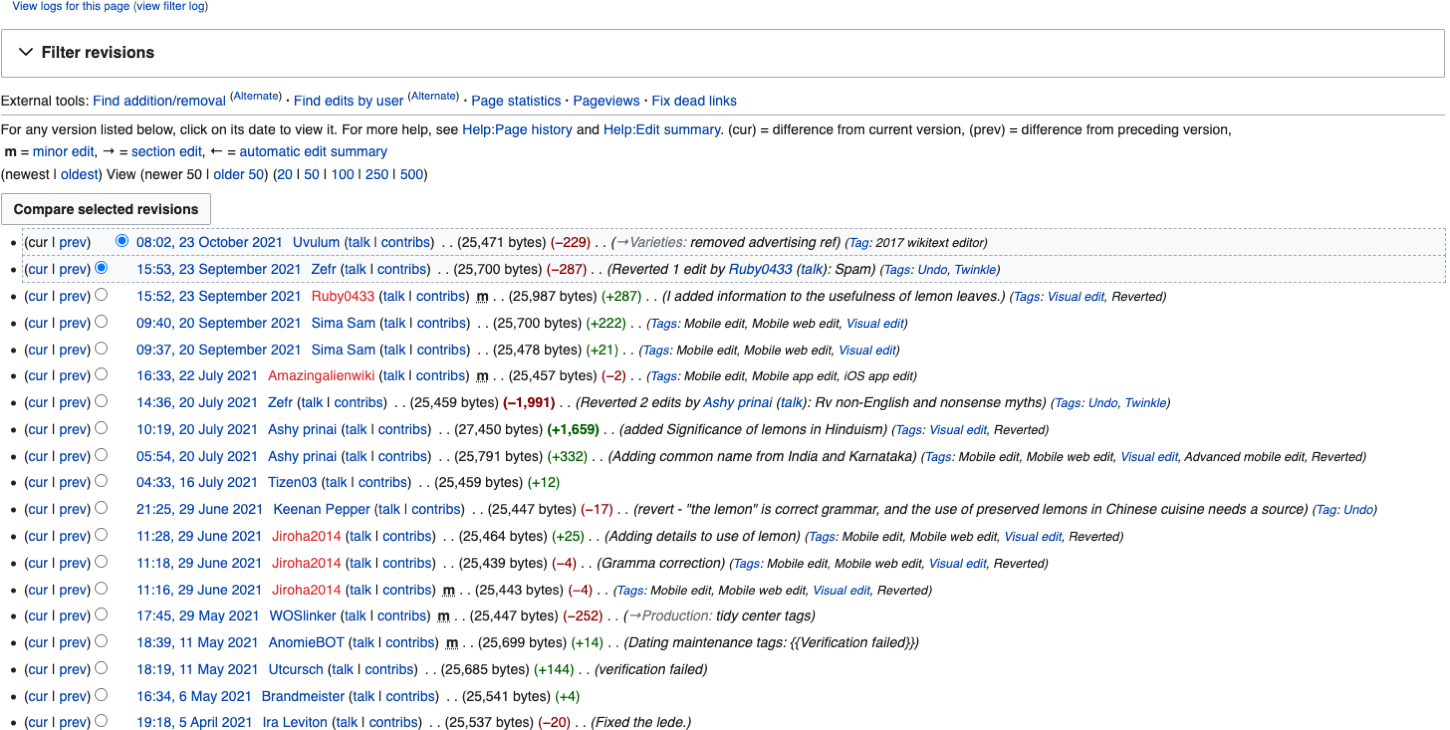 View logs for this page (view filter log)
Filter revisions
External tools: Find addition/removal (Alternate) · Find edits by user (Alternate) · Page statistics · Pageviews · Fix dead links
For any version listed below, click on its date to view it. For more help, see Help:Page history and Help:Edit summary. (cur) = difference from current version, (prev) = difference from preceding version,
m = minor edit, → = section edit, ← = automatic edit summary
(newest | oldest) View (newer 50 | older 50) (20 | 50 | 100 | 250 | 500)
Compare selected revisions
(cur | prev) 08:02, 23 October 2021 Uvulum (talk | contribs) . . (25,471 bytes) (−229) . . (→Varieties: removed advertising ref) (Tag: 2017 wikitext editor)
(cur | prev) 15:53, 23 September 2021 Zefr (talk | contribs) . . (25,700 bytes) (−287) . . (Reverted 1 edit by Ruby0433 (talk): Spam) (Tags: Undo, Twinkle)
(cur | prev) 15:52, 23 September 2021 Ruby0433 (talk | contribs) m . . (25,987 bytes) (+287) . . (I added information to the usefulness of lemon leaves.) (Tags: Visual edit, Reverted)
(cur | prev) 09:40, 20 September 2021 Sima Sam (talk | contribs) . . (25,700 bytes) (+222) . . (Tags: Mobile edit, Mobile web edit, Visual edit)
(cur | prev) 09:37, 20 September 2021 Sima Sam (talk | contribs) . . (25,478 bytes) (+21) . . (Tags: Mobile edit, Mobile web edit, Visual edit)
(cur | prev) 16:33, 22 July 2021 Amazingalienwiki (talk | contribs) m . . (25,457 bytes) (−2) . . (Tags: Mobile edit, Mobile app edit, iOS app edit)
(cur | prev) 14:36, 20 July 2021 Zefr (talk | contribs) . . (25,459 bytes) (−1,991) . . (Reverted 2 edits by Ashy prinai (talk): Rv non-English and nonsense myths) (Tags: Undo, Twinkle)
(cur | prev) 10:19, 20 July 2021 Ashy prinai (talk | contribs) . . (27,450 bytes) (+1,659) . . (added Significance of lemons in Hinduism) (Tags: Visual edit, Reverted)
(cur | prev) 05:54, 20 July 2021 Ashy prinai (talk | contribs) . . (25,791 bytes) (+332) . . (Adding common name from India and Karnataka) (Tags: Mobile edit, Mobile web edit, Visual edit, Advanced mobile edit, Reverted)
(cur | prev) 04:33, 16 July 2021 Tizen03 (talk | contribs) . . (25,459 bytes) (+12)
(cur | prev) 21:25, 29 June 2021 Keenan Pepper (talk | contribs) . . (25,447 bytes) (−17) . . (revert - "the lemon" is correct grammar, and the use of preserved lemons in Chinese cuisine needs a source) (Tag: Undo)
(cur | prev) 11:28, 29 June 2021 Jiroha2014 (talk | contribs) . . (25,464 bytes) (+25) . . (Adding details to use of lemon) (Tags: Mobile edit, Mobile web edit, Visual edit, Reverted)
(cur | prev) 11:18, 29 June 2021 Jiroha2014 (talk | contribs) . . (25,439 bytes) (−4) . . (Gramma correction) (Tags: Mobile edit, Mobile web edit, Visual edit, Reverted)
(cur | prev) 11:16, 29 June 2021 Jiroha2014 (talk | contribs) m . . (25,443 bytes) (−4) . . (Tags: Mobile edit, Mobile web edit, Visual edit, Reverted)
(cur | prev) 17:45, 29 May 2021 WOSlinker (talk | contribs) m . . (25,447 bytes) (−252) . . (→Production: tidy center tags)
(cur | prev) 18:39, 11 May 2021 AnomieBOT (talk | contribs) m . . (25,699 bytes) (+14) . . (Dating maintenance tags: {{Verification failed}})
(cur | prev) 18:19, 11 May 2021 Utcursch (talk | contribs) . . (25,685 bytes) (+144) . . (verification failed)
(cur | prev) 16:34, 6 May 2021 Brandmeister (talk | contribs) . . (25,541 bytes) (+4)
(cur | prev) 19:18, 5 April 2021 Ira Leviton (talk | contribs) . . (25,537 bytes) (−20) . . (Fixed the lede.)